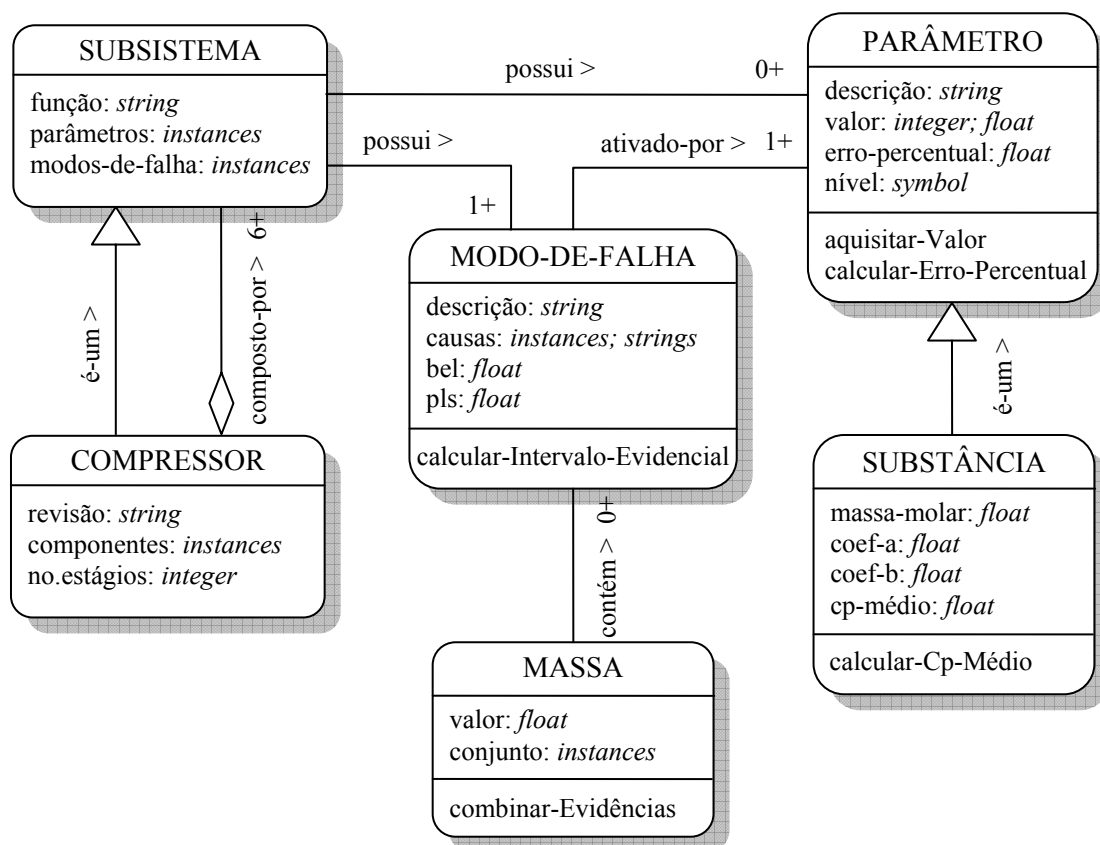 SUBSISTEMA
função: string
parâmetros: instances
modos-de-falha: instances
possui >
0+
possui >
1+
ativado-por >
1+
PARÂMETRO
descrição: string
valor: integer; float
erro-percentual: float
nível: symbol
aquisitar-Valor
calcular-Erro-Percentual
é-um >
composto-por >
6+
MODO-DE-FALHA
descrição: string
causas: instances; strings
bel: float
pls: float
calcular-Intervalo-Evidencial
é-um >
COMPRESSOR
revisão: string
componentes: instances
no.estágios: integer
contém >
0+
SUBSTÂNCIA
massa-molar: float
coef-a: float
coef-b: float
cp-médio: float
calcular-Cp-Médio
MASSA
valor: float
conjunto: instances
combinar-Evidências